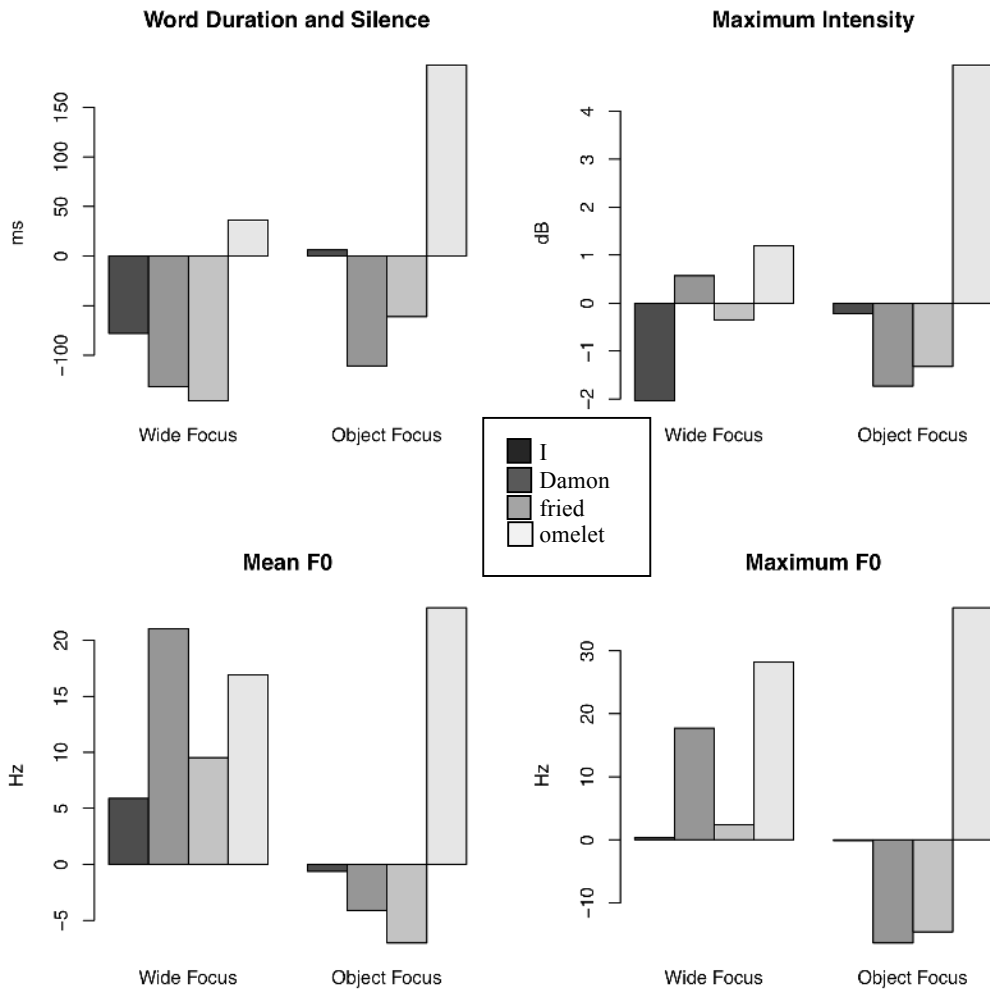 Word Duration and Silence
ms
150
100
50
0
−100
Wide Focus
Object Focus
Maximum Intensity
dB
4
3
2
1
0
−1
−2
Wide Focus
Object Focus
I
Damon
fried
omelet
Mean F0
Hz
20
15
10
5
0
−5
Wide Focus
Object Focus
Maximum F0
Hz
30
20
10
0
−10
Wide Focus
Object Focus